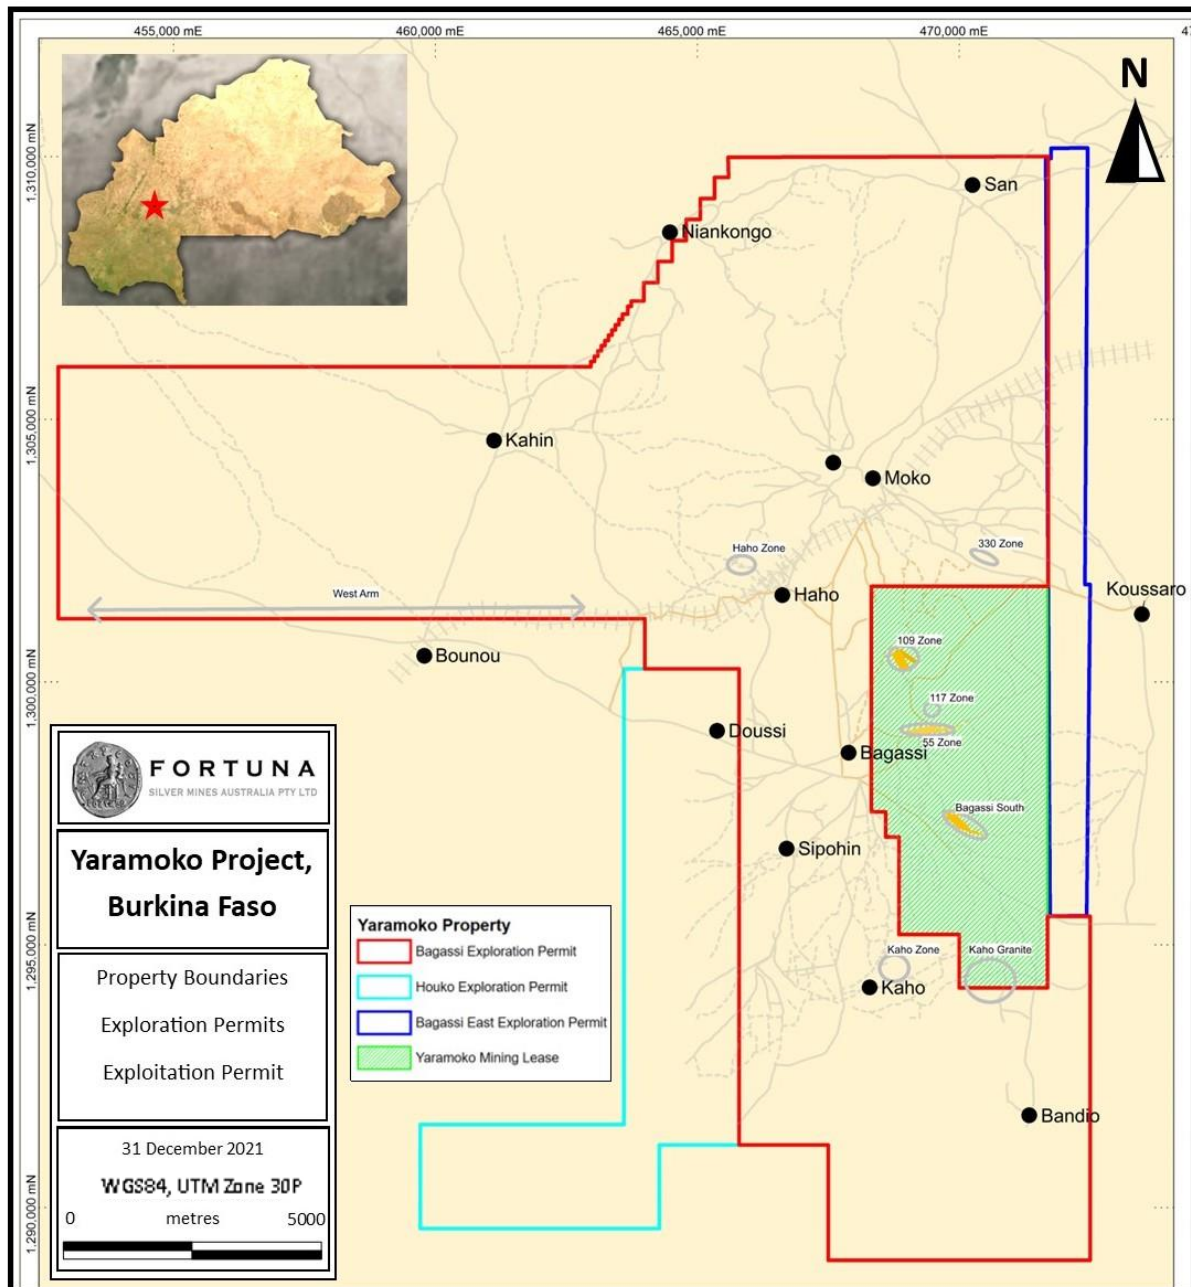 455,000 mE
460,000 mE
465,000 mE
470,000 mE
1,310,000 mN
1,305,000 mN
1,300,000 mN
1,295,000 mN
1,290,000 mN
N
San
Niankongo
Kahin
Moko
Haho Zone
330 Zone
West Arm
Haho
Koussaro
Bounou
109 Zone
117 Zone
55 Zone
Doussi
Bagassi
Bagassi South
Sipohin
Kaho Zone
Kaho Granite
Kaho
Bandio
FORTUNA
SILVER MINES AUSTRALIA PTY LTD
Yaramoko Project,
Burkina Faso
Property Boundaries
Exploration Permits
Exploitation Permit
31 December 2021
WGS84, UTM Zone 30P
0 metres 5000
Yaramoko Property
Bagassi Exploration Permit
Houko Exploration Permit
Bagassi East Exploration Permit
Yaramoko Mining Lease